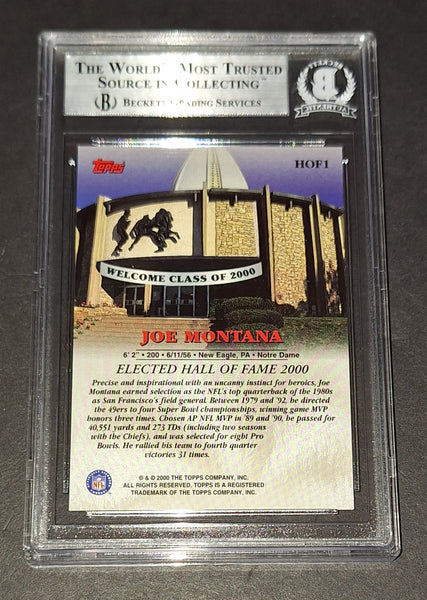 THE WORLD'S MOST TRUSTED
SOURCE IN COLLECTING™
B BECKETT GRADING SERVICES
BECKETT
B
AUTHENTIC
Topps
HOF1
WELCOME CLASS OF 2000
JOE MONTANA
6' 2" • 200 • 6/11/56 • New Eagle, PA • Notre Dame
ELECTED HALL OF FAME 2000
Precise and inspirational with an uncanny instinct for heroics, Joe
Montana earned selection as the NFL's top quarterback of the 1980s
as San Francisco's field general. Between 1979 and '92, he directed
the 49ers to four Super Bowl championships, winning game MVP
honors three times. Chosen AP NFL MVP in '89 and '90, he passed for
40,551 yards and 273 TDs (including two seasons
with the Chiefs), and was selected for eight Pro
Bowls. He rallied his team to fourth quarter
victories 31 times.
NFL
® & © 2000 THE TOPPS COMPANY, INC.
ALL RIGHTS RESERVED. TOPPS IS A REGISTERED
TRADEMARK OF THE TOPPS COMPANY, INC.